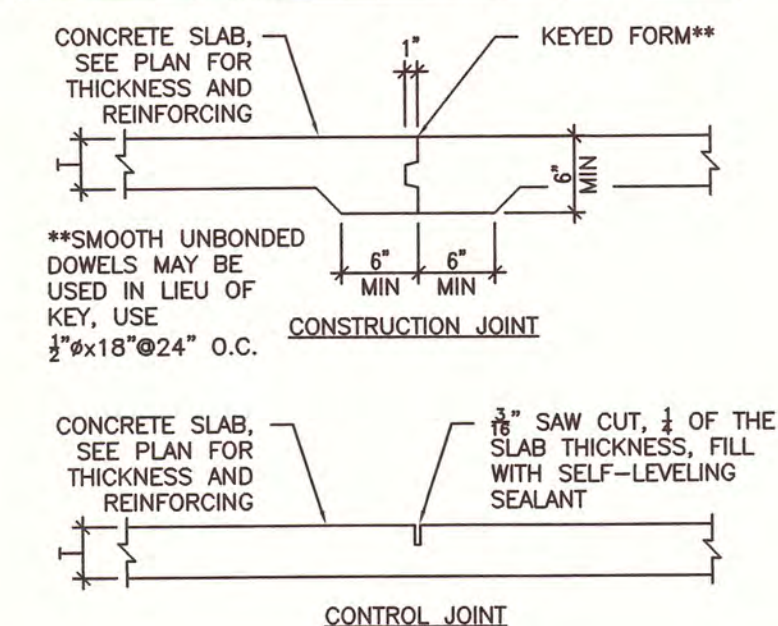 CONCRETE SLAB,
SEE PLAN FOR
THICKNESS AND
REINFORCING
1"
KEYED FORM**
T
6"
MIN
**SMOOTH UNBONDED
DOWELS MAY BE
USED IN LIEU OF
KEY, USE
½"øx18"@24" O.C.
6"
MIN
6"
MIN
CONSTRUCTION JOINT
CONCRETE SLAB,
SEE PLAN FOR
THICKNESS AND
REINFORCING
3/16" SAW CUT, ¼ OF THE
SLAB THICKNESS, FILL
WITH SELF-LEVELING
SEALANT
T
CONTROL JOINT